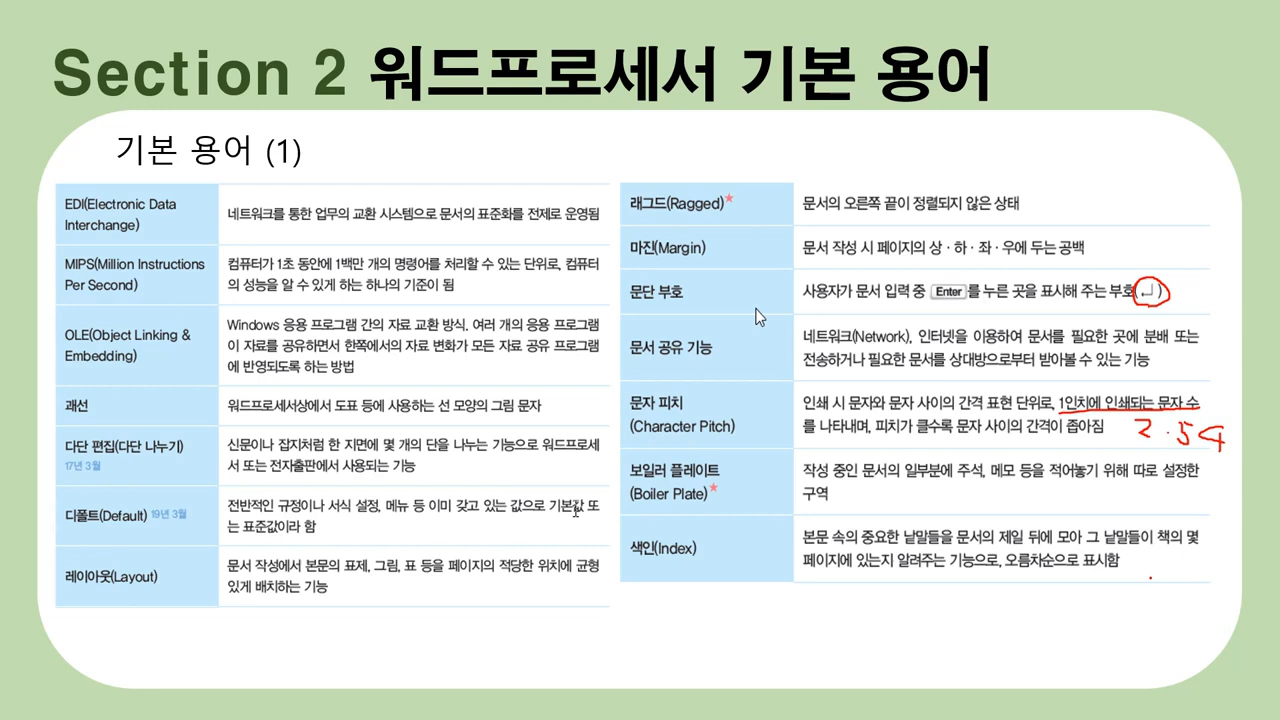 Section 2 워드프로세서 기본 용어
기본 용어 (1)
EDI(Electronic Data
Interchange)
네트워크를 통한 업무의 교환 시스템으로 문서의 표준화를 전제로 운영됨
MIPS(Million Instructions
Per Second)
컴퓨터가 1초 동안에 1백만 개의 명령어를 처리할 수 있는 단위로, 컴퓨터
의 성능을 알 수 있게 하는 하나의 기준이 됨
OLE(Object Linking &
Embedding)
Windows 응용 프로그램 간의 자료 교환 방식. 여러 개의 응용 프로그램
이 자료를 공유하면서 한쪽에서의 자료 변화가 모든 자료 공유 프로그램
에 반영되도록 하는 방법
괘선
워드프로세서상에서 도표 등에 사용하는 선 모양의 그림 문자
다단 편집(다단 나누기)
17년 3월
신문이나 잡지처럼 한 지면에 몇 개의 단을 나누는 기능으로 워드프로세
서 또는 전자출판에서 사용되는 기능
디폴트(Default) 19년 3월
전반적인 규정이나 서식 설정, 메뉴 등 이미 갖고 있는 값으로 기본값 또
는 표준값이라 함
레이아웃(Layout)
문서 작성에서 본문의 표제, 그림, 표 등을 페이지의 적당한 위치에 균형
있게 배치하는 기능
래그드(Ragged)*
문서의 오른쪽 끝이 정렬되지 않은 상태
마진(Margin)
문서 작성 시 페이지의 상·하·좌·우에 두는 공백
문단 부호
사용자가 문서 입력 중 Enter를 누른 곳을 표시해 주는 부호(↵)
문서 공유 기능
네트워크(Network), 인터넷을 이용하여 문서를 필요한 곳에 분배 또는
전송하거나 필요한 문서를 상대방으로부터 받아볼 수 있는 기능
문자 피치
(Character Pitch)
인쇄 시 문자와 문자 사이의 간격 표현 단위로, 1인치에 인쇄되는 문자 수
를 나타내며, 피치가 클수록 문자 사이의 간격이 좁아짐
2.54
보일러 플레이트
(Boiler Plate)*
작성 중인 문서의 일부분에 주석, 메모 등을 적어놓기 위해 따로 설정한
구역
색인(Index)
본문 속의 중요한 낱말들을 문서의 제일 뒤에 모아 그 낱말들이 책의 몇
페이지에 있는지 알려주는 기능으로, 오름차순으로 표시함